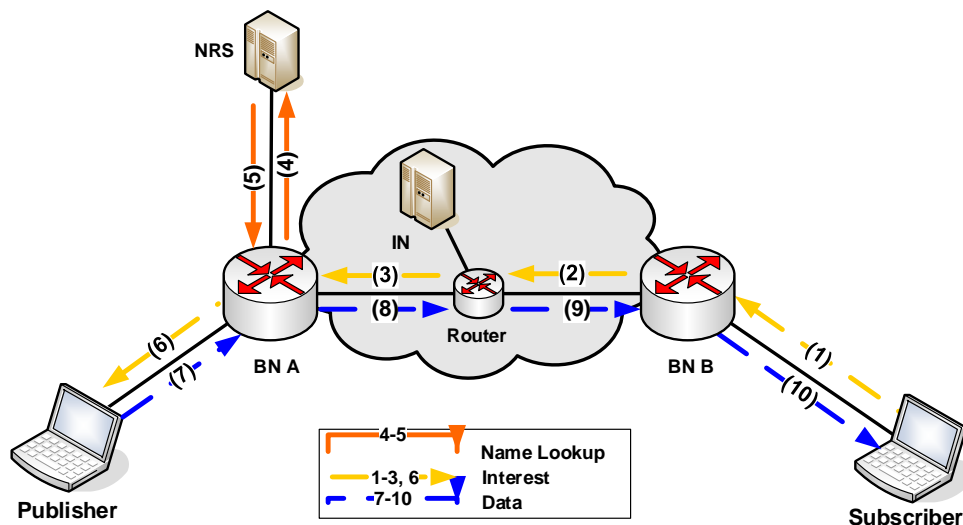 NRS
(5)
(4)
IN
(3)
(2)
(8)
(9)
Router
(6)
(7)
BN A
BN B
(1)
(10)
4-5
Name Lookup
1-3, 6
Interest
7-10
Data
Publisher
Subscriber